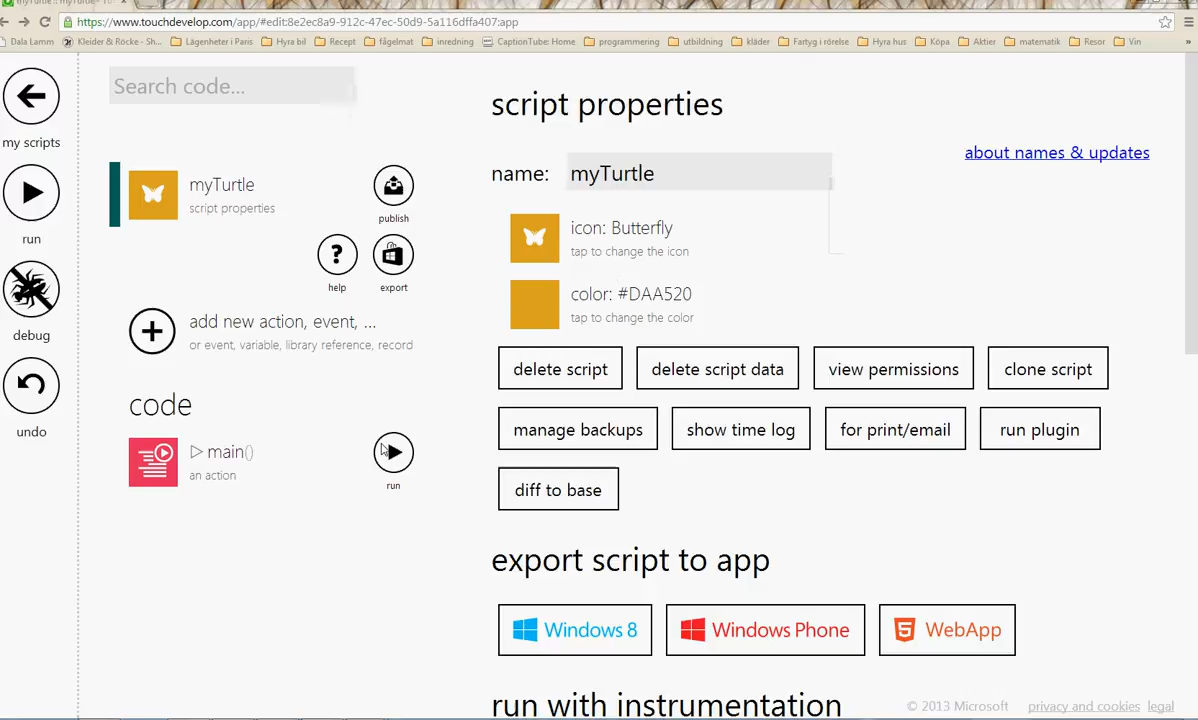 https://www.touchdevelop.com/app/#edit:8e2ec8a9-912c-47ec-50d9-5a116dffa407:app
Dala Lamm Kleider & Röcke - Sh... Lägenheter i Paris Hyra bil Recept fågelmat inredning CaptionTube: Home programmering utbildning kläder Fartyg i rörelse Hyra hus Köpa Aktier matematik Resor Vin »
my scripts
run
debug
undo
Search code...
myTurtle
script properties
publish
help
export
add new action, event, ...
or event, variable, library reference, record
code
main()
an action
run
script properties
about names & updates
name: myTurtle
icon: Butterfly
tap to change the icon
color: #DAA520
tap to change the color
delete script delete script data view permissions clone script
manage backups show time log for print/email run plugin
diff to base
export script to app
Windows 8 Windows Phone WebApp
run with instrumentation
© 2013 Microsoft privacy and cookies legal